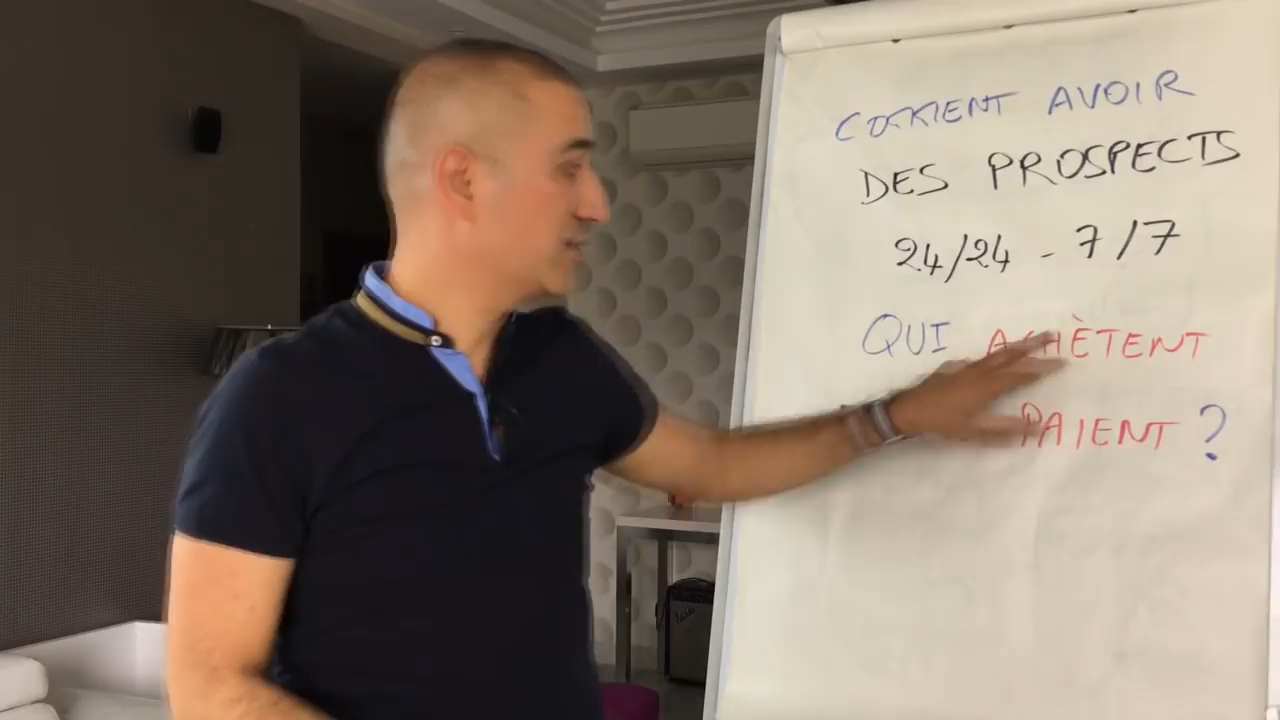 COMMENT AVOIR
DES PROSPECTS
24/24 - 7/7
QUI ACHÈTENT
PAIENT ?